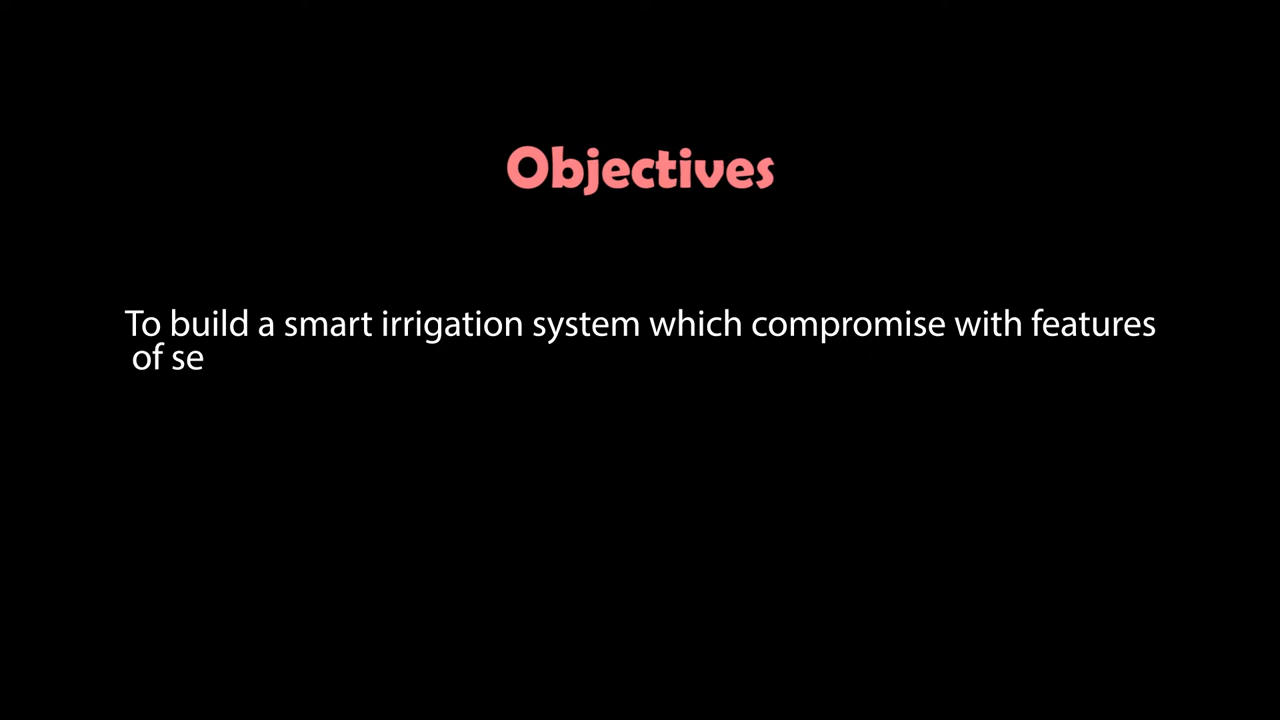 Objectives
To build a smart irrigation system which compromise with features
of se